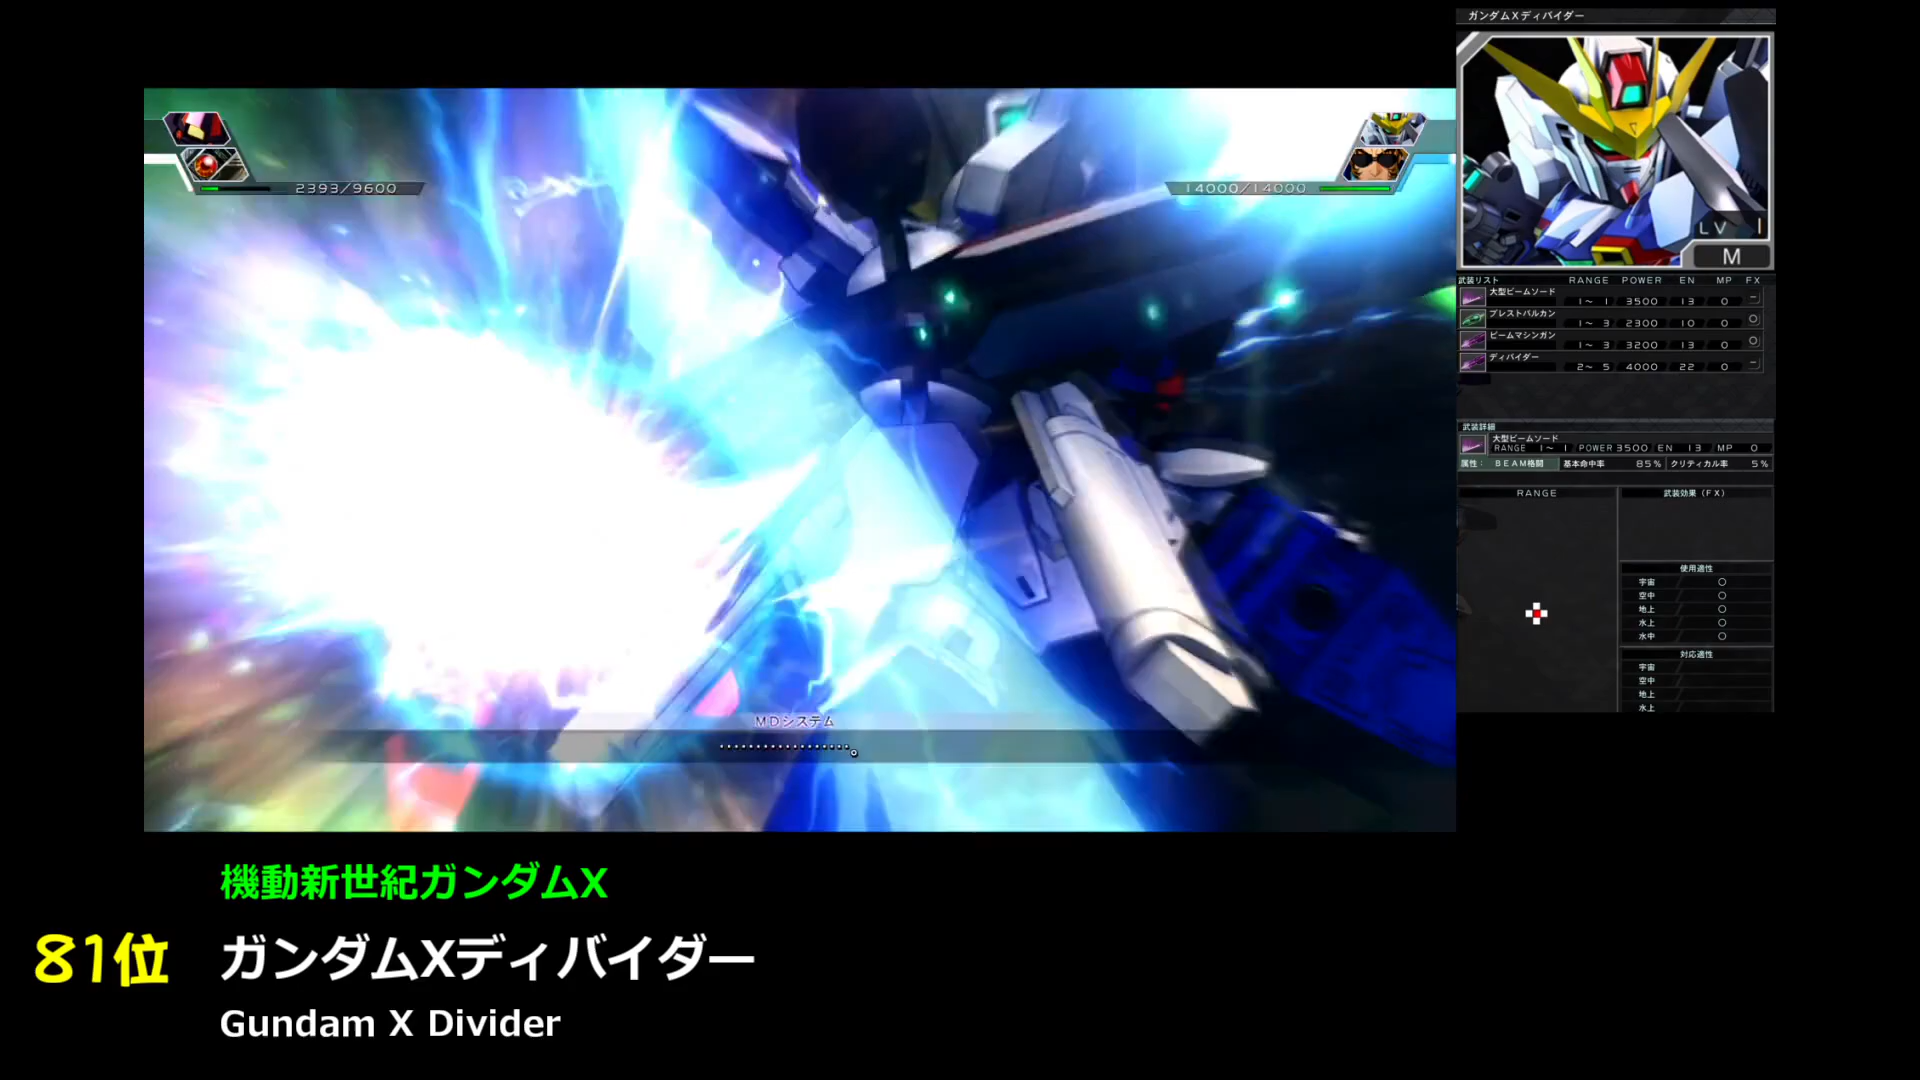 ガンダムXディバイダー
2393/9600
14000/14000
LV 1
M
武装リスト RANGE POWER EN MP FX
大型ビームソード
1～ 1 3500 13 0 －
ブレストバルカン
1～ 3 2300 10 0 ○
ビームマシンガン
1～ 3 3200 13 0 ○
ディバイダー
2～ 5 4000 22 0 －
武装詳細
大型ビームソード
RANGE 1～ 1 POWER 3500 EN 13 MP 0
属性： BEAM格闘 基本命中率 85% クリティカル率 5%
RANGE
武装効果（FX）
使用適性
宇宙 ○
空中 ○
地上 ○
水上 ○
水中 ○
対応適性
宇宙
空中
地上
水上
MDシステム
..................
機動新世紀ガンダムX
81位 ガンダムXディバイダー
Gundam X Divider